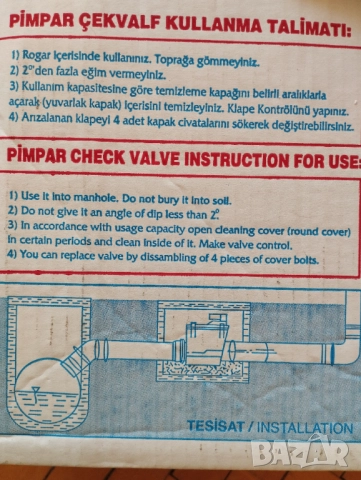 PİMPAR ÇEKVALF KULLANMA TALİMATI:
1) Rogar içerisinde kullanınız. Toprağa gömmeyiniz.
2) 2°'den fazla eğim vermeyiniz.
3) Kullanım kapasitesine göre temizleme kapağını belirli aralıklarla
açarak (yuvarlak kapak) içerisini temizleyiniz. Klape Kontrolünü yapınız.
4) Arızalanan klapeyi 4 adet kapak civatalarını sökerek değiştirebilirsiniz.
PİMPAR CHECK VALVE INSTRUCTION FOR USE:
1) Use it into manhole. Do not bury it into soil.
2) Do not give it an angle of dip less than 2°
3) In accordance with usage capacity open cleaning cover (round cover)
in certain periods and clean inside of it. Make valve control.
4) You can replace valve by dissambling of 4 pieces of cover bolts.
TESİSAT / INSTALLATION
BAZAR